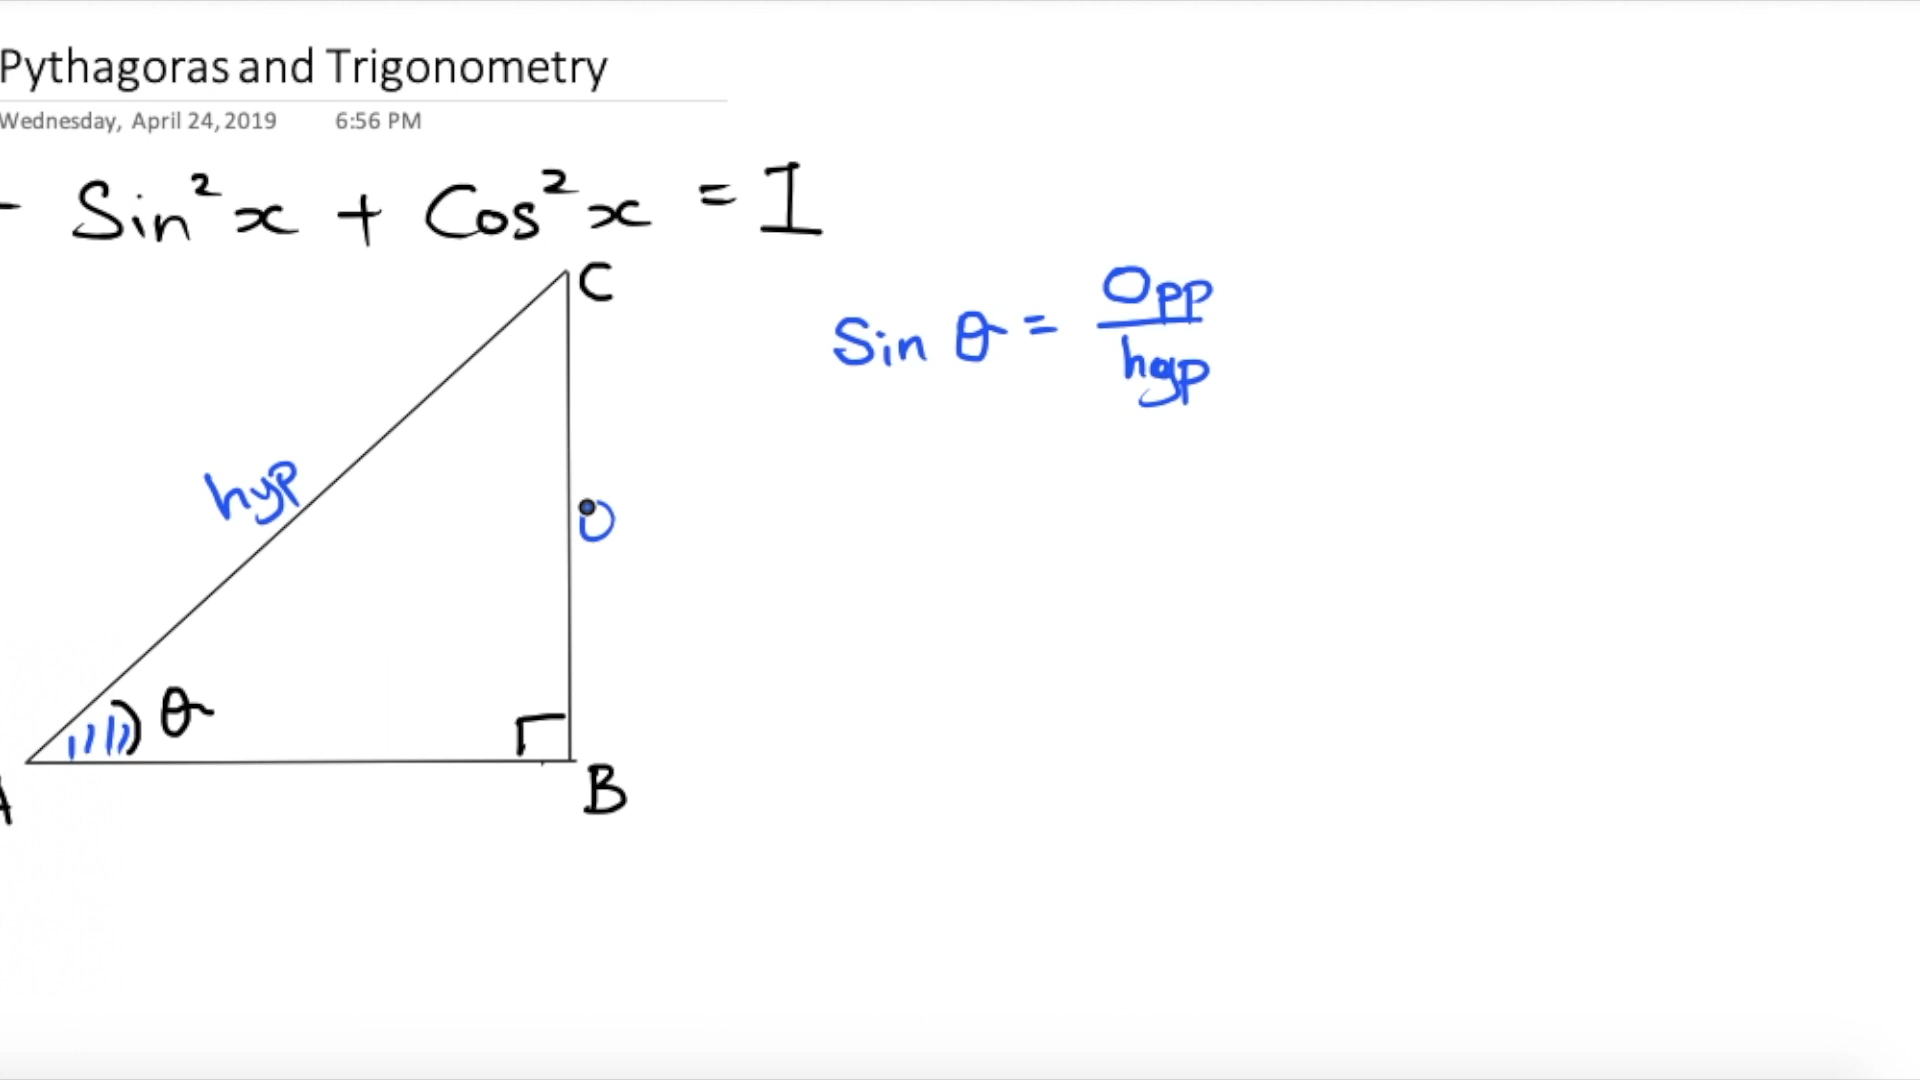 Pythagoras and Trigonometry
Wednesday, April 24, 2019 6:56 PM
- Sin²x + Cos²x = 1
C
Sin θ = Opp
hyp
hyp
O
θ
B
A